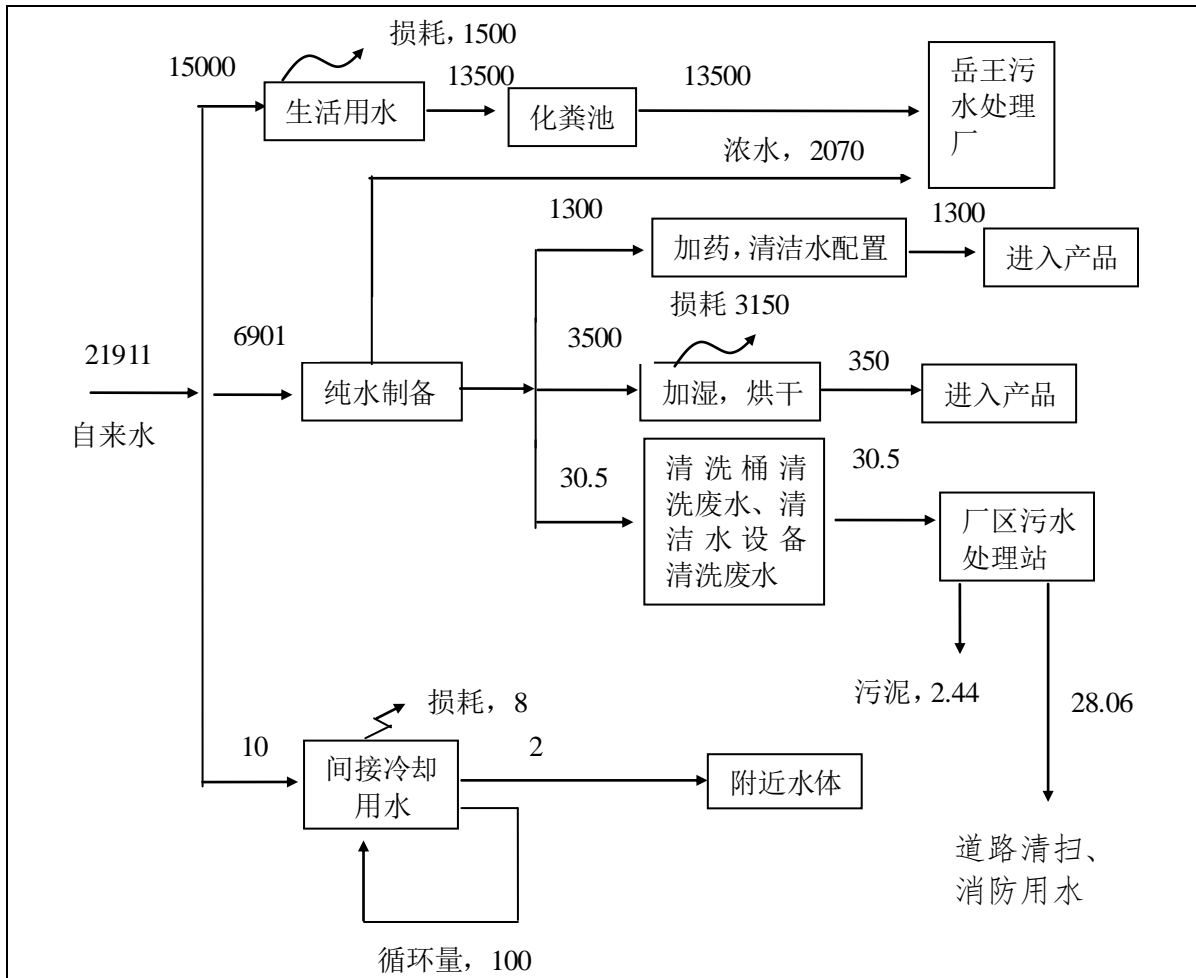 损耗，1500
15000
13500
13500
生活用水
化粪池
岳王污
水处理
厂
浓水，2070
1300
1300
加药，清洁水配置
进入产品
损耗 3150
21911
6901
3500
350
自来水
纯水制备
加湿，烘干
进入产品
30.5
清洗桶清
洗废水、清
洁水设备
清洗废水
30.5
厂区污水
处理站
污泥，2.44
28.06
道路清扫、
消防用水
损耗，8
10
2
间接冷却
用水
附近水体
循环量，100